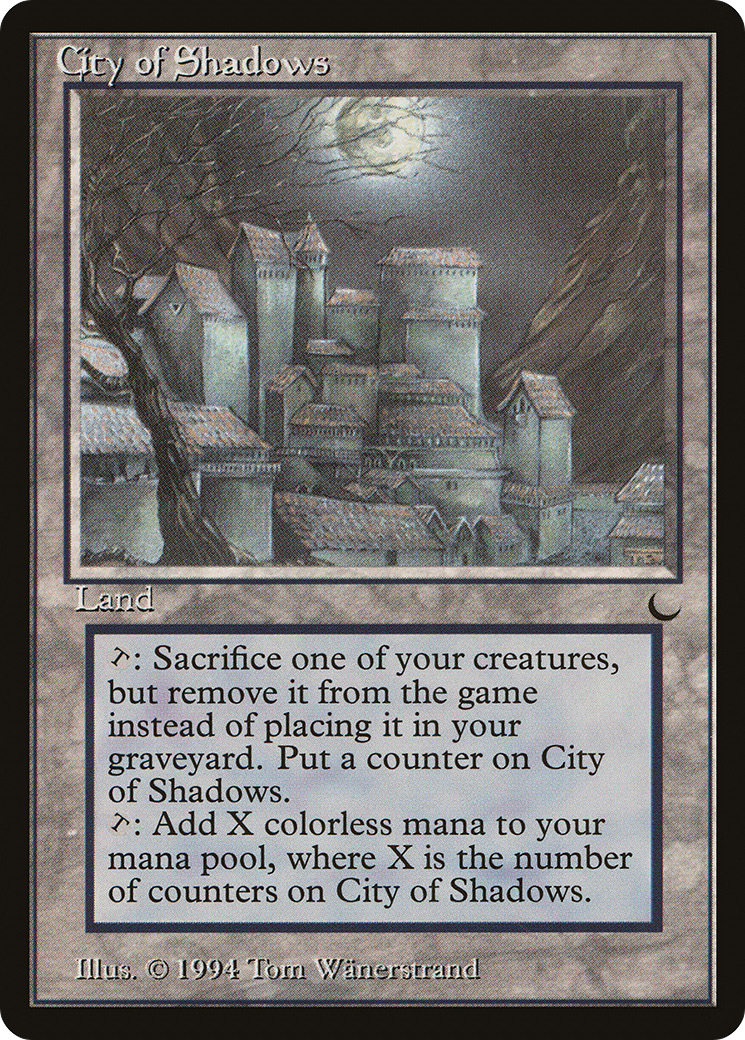 City of Shadows
Land
T: Sacrifice one of your creatures,
but remove it from the game
instead of placing it in your
graveyard. Put a counter on City
of Shadows.
T: Add X colorless mana to your
mana pool, where X is the number
of counters on City of Shadows.
Illus. © 1994 Tom Wänerstrand